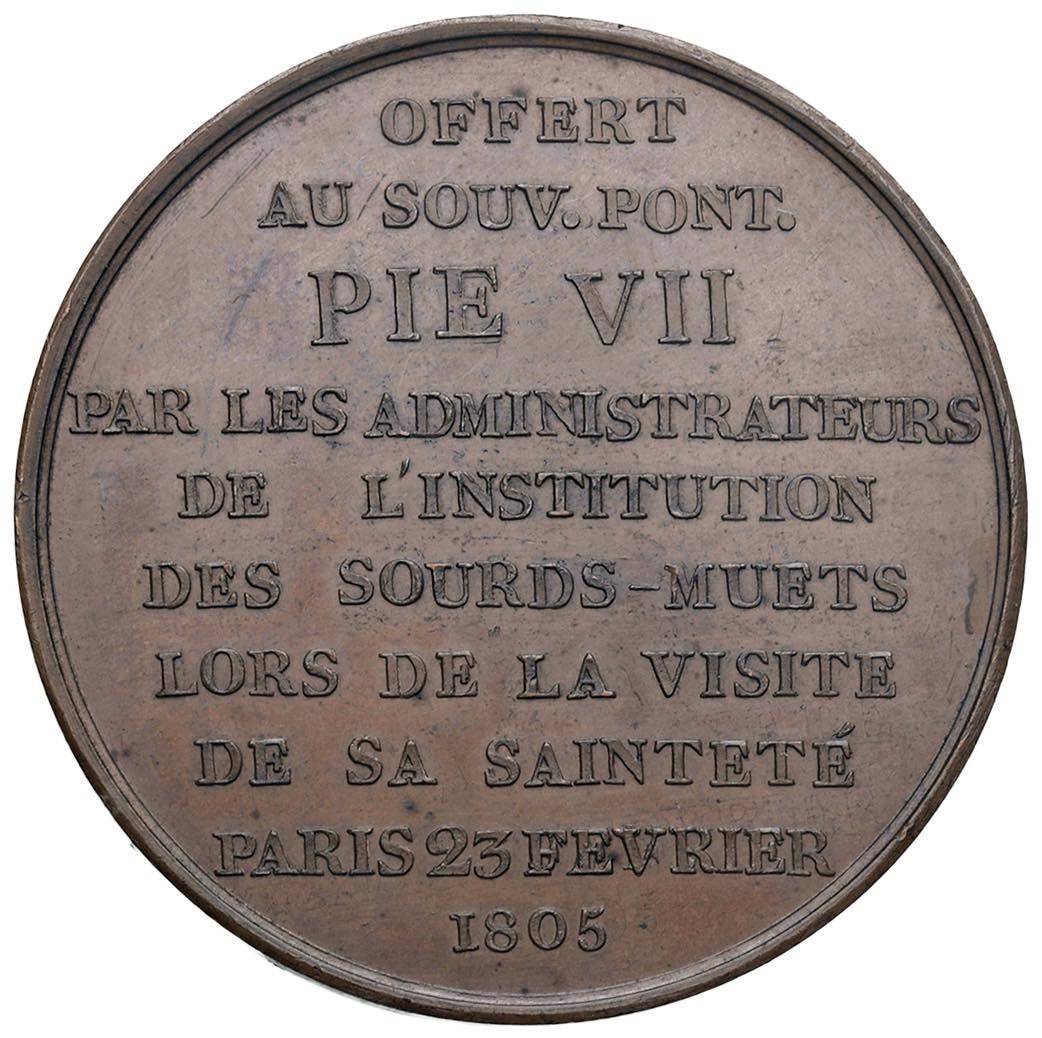 OFFERT
AU SOUV. PONT.
PIE VII
PAR LES ADMINISTRATEURS
DE L'INSTITUTION
DES SOURDS-MUETS
LORS DE LA VISITE
DE SA SAINTETÉ
PARIS 23 FEVRIER
1805